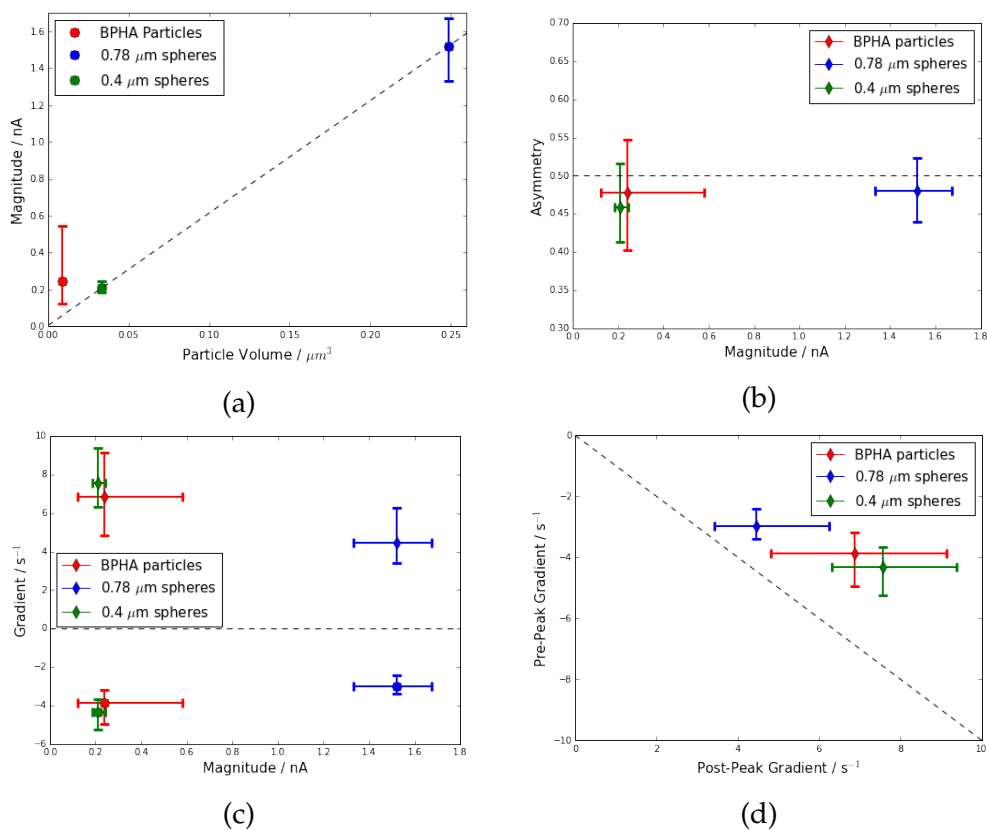 1.6
1.4
1.2
1.0
0.8
0.6
0.4
0.2
0.0
Magnitude / nA
BPHA Particles
0.78 μm spheres
0.4 μm spheres
0.00 0.05 0.10 0.15 0.20 0.25
Particle Volume / μm³
(a)
0.70
0.65
0.60
0.55
0.50
0.45
0.40
0.35
0.30
Asymmetry
BPHA particles
0.78 μm spheres
0.4 μm spheres
0.0 0.2 0.4 0.6 0.8 1.0 1.2 1.4 1.6 1.8
Magnitude / nA
(b)
10
8
6
4
2
0
−2
−4
−6
Gradient / s⁻¹
BPHA particles
0.78 μm spheres
0.4 μm spheres
0.0 0.2 0.4 0.6 0.8 1.0 1.2 1.4 1.6 1.8
Magnitude / nA
(c)
0
−2
−4
−6
−8
−10
Pre-Peak Gradient / s⁻¹
BPHA particles
0.78 μm spheres
0.4 μm spheres
0 2 4 6 8 10
Post-Peak Gradient / s⁻¹
(d)